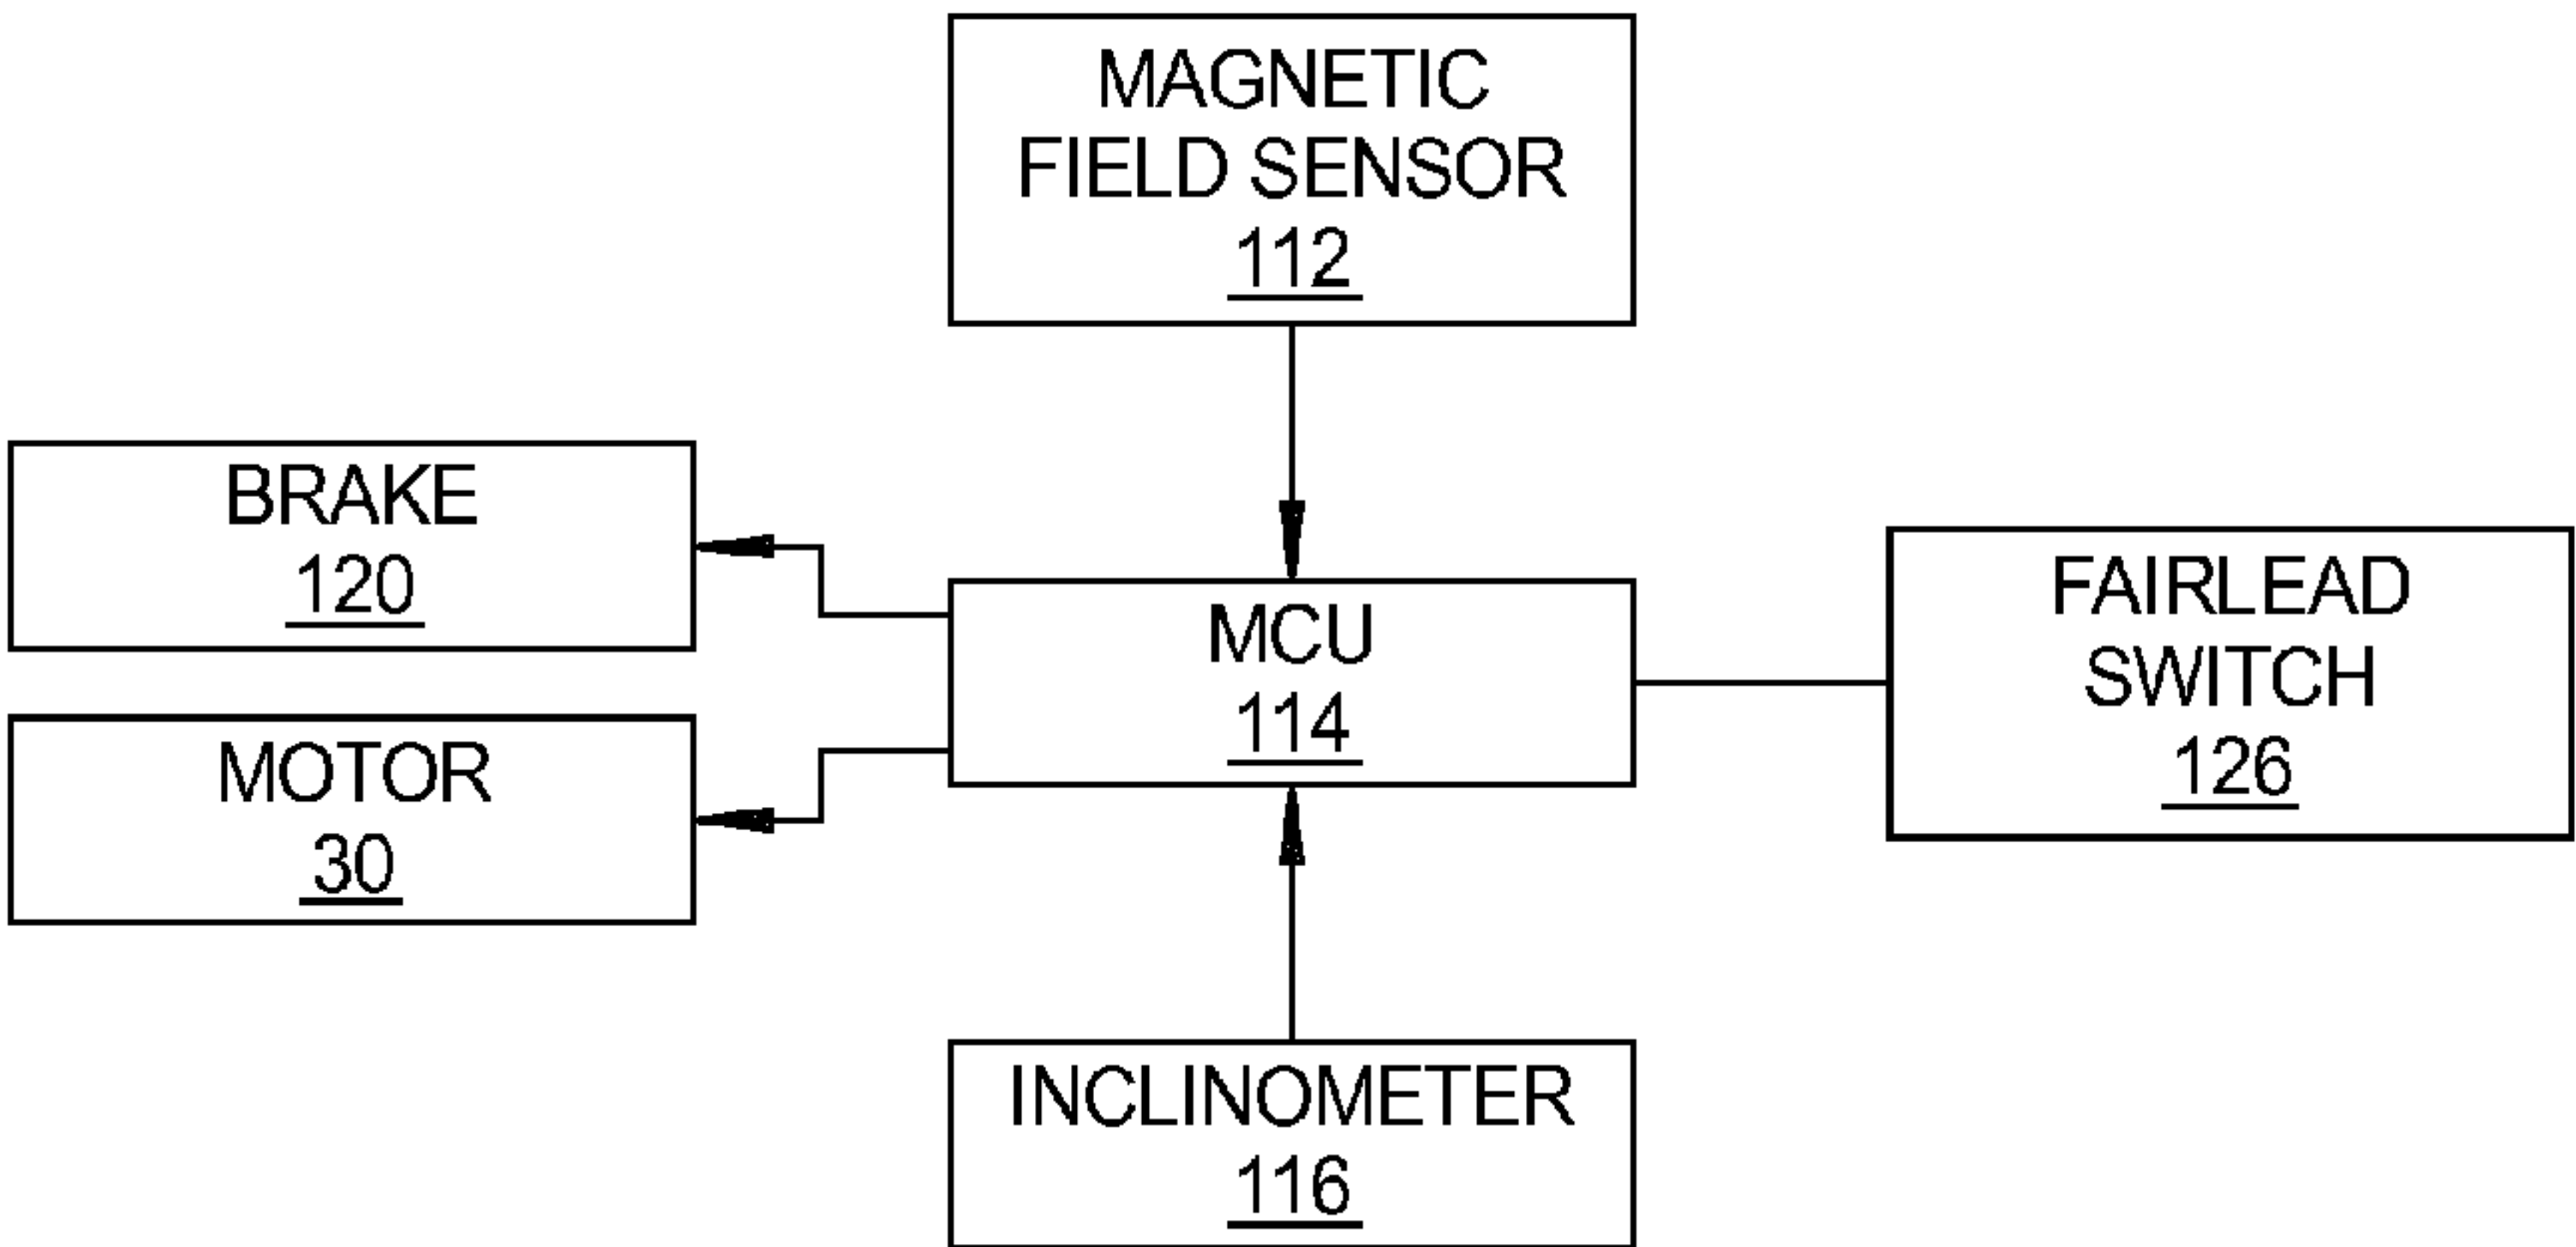 MAGNETIC
FIELD SENSOR
112
BRAKE
120
MCU
114
FAIRLEAD
SWITCH
126
MOTOR
30
INCLINOMETER
116